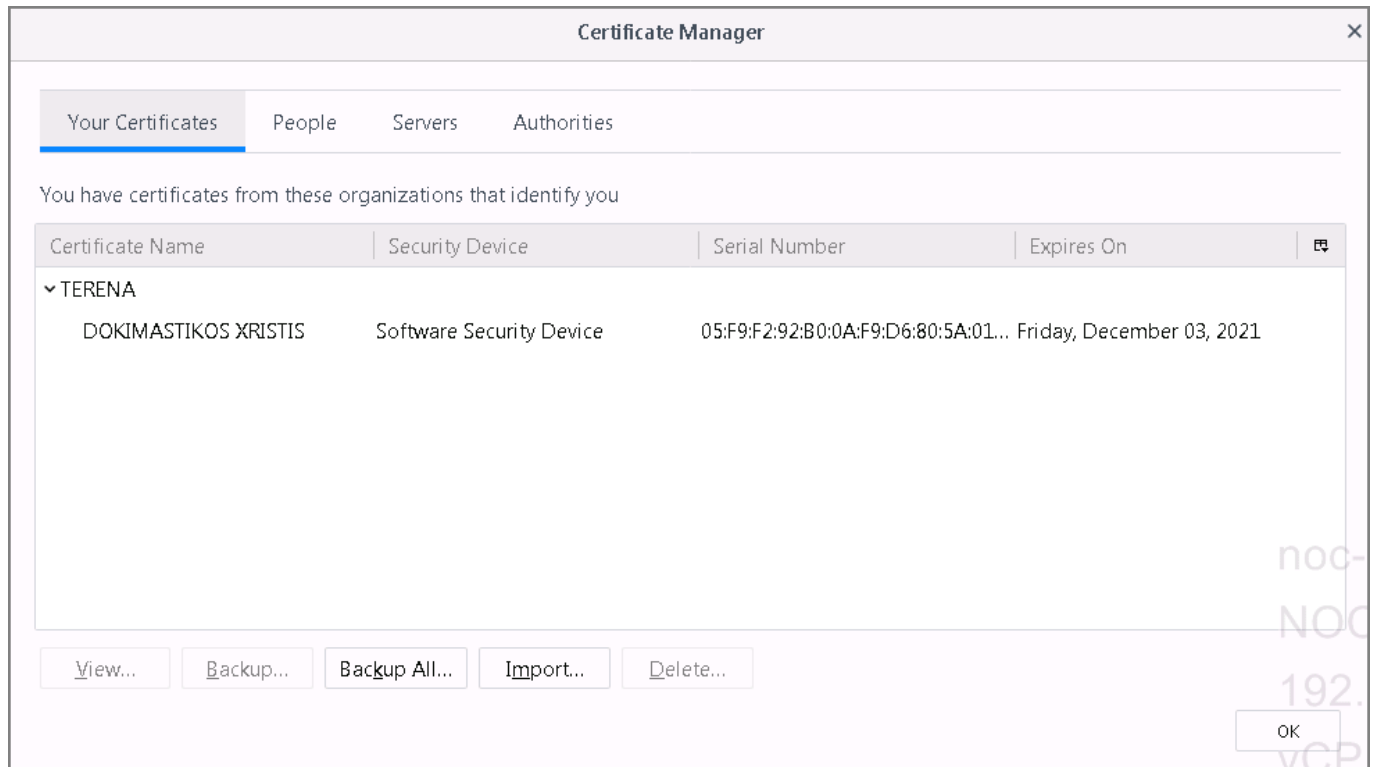 Certificate Manager
Your Certificates People Servers Authorities
You have certificates from these organizations that identify you
Certificate Name Security Device Serial Number Expires On
TERENA
DOKIMASTIKOS XRISTIS Software Security Device 05:F9:F2:92:B0:0A:F9:D6:80:5A:01... Friday, December 03, 2021
noc-
NOC
View... Backup... Backup All... Import... Delete...
192.
OK
vCP